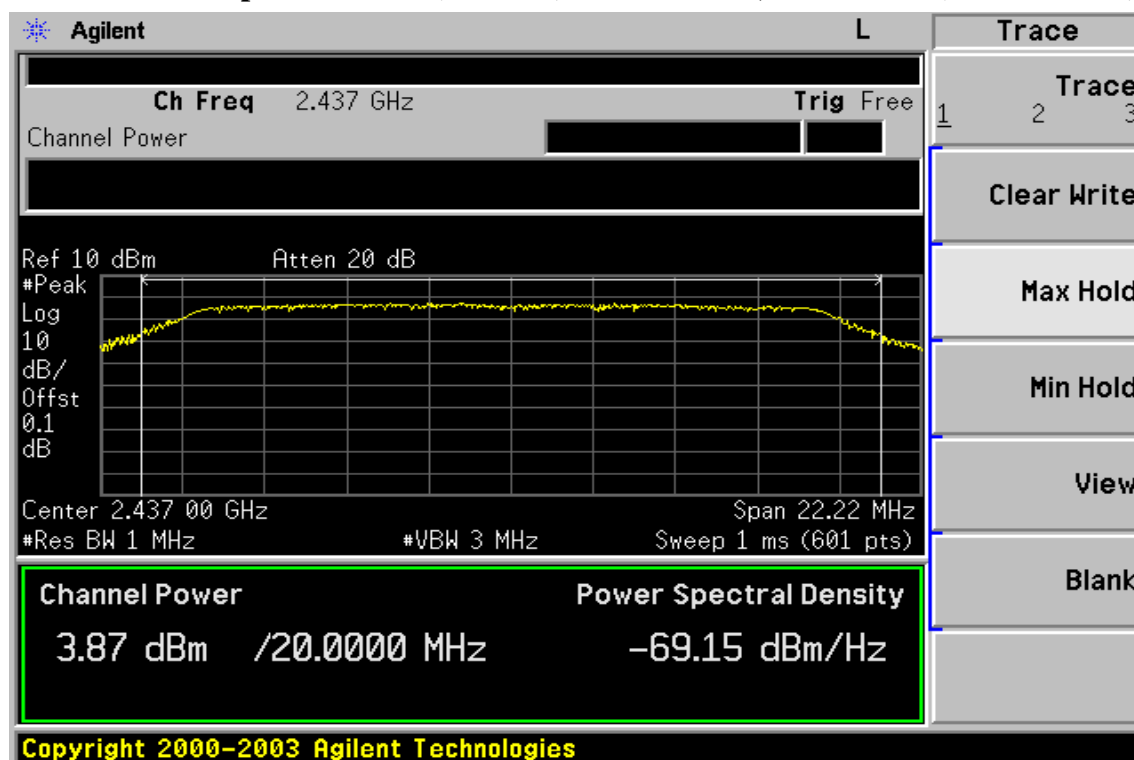 Agilent L Trace
Ch Freq 2.437 GHz Trig Free
Channel Power
Trace
1 2 3
Clear Write
Ref 10 dBm Atten 20 dB
#Peak
Log
10
dB/
Offst
0.1
dB
Max Hold
Min Hold
View
Center 2.437 00 GHz Span 22.22 MHz
#Res BW 1 MHz #VBW 3 MHz Sweep 1 ms (601 pts)
Blank
Channel Power Power Spectral Density
3.87 dBm /20.0000 MHz -69.15 dBm/Hz
Copyright 2000-2003 Agilent Technologies